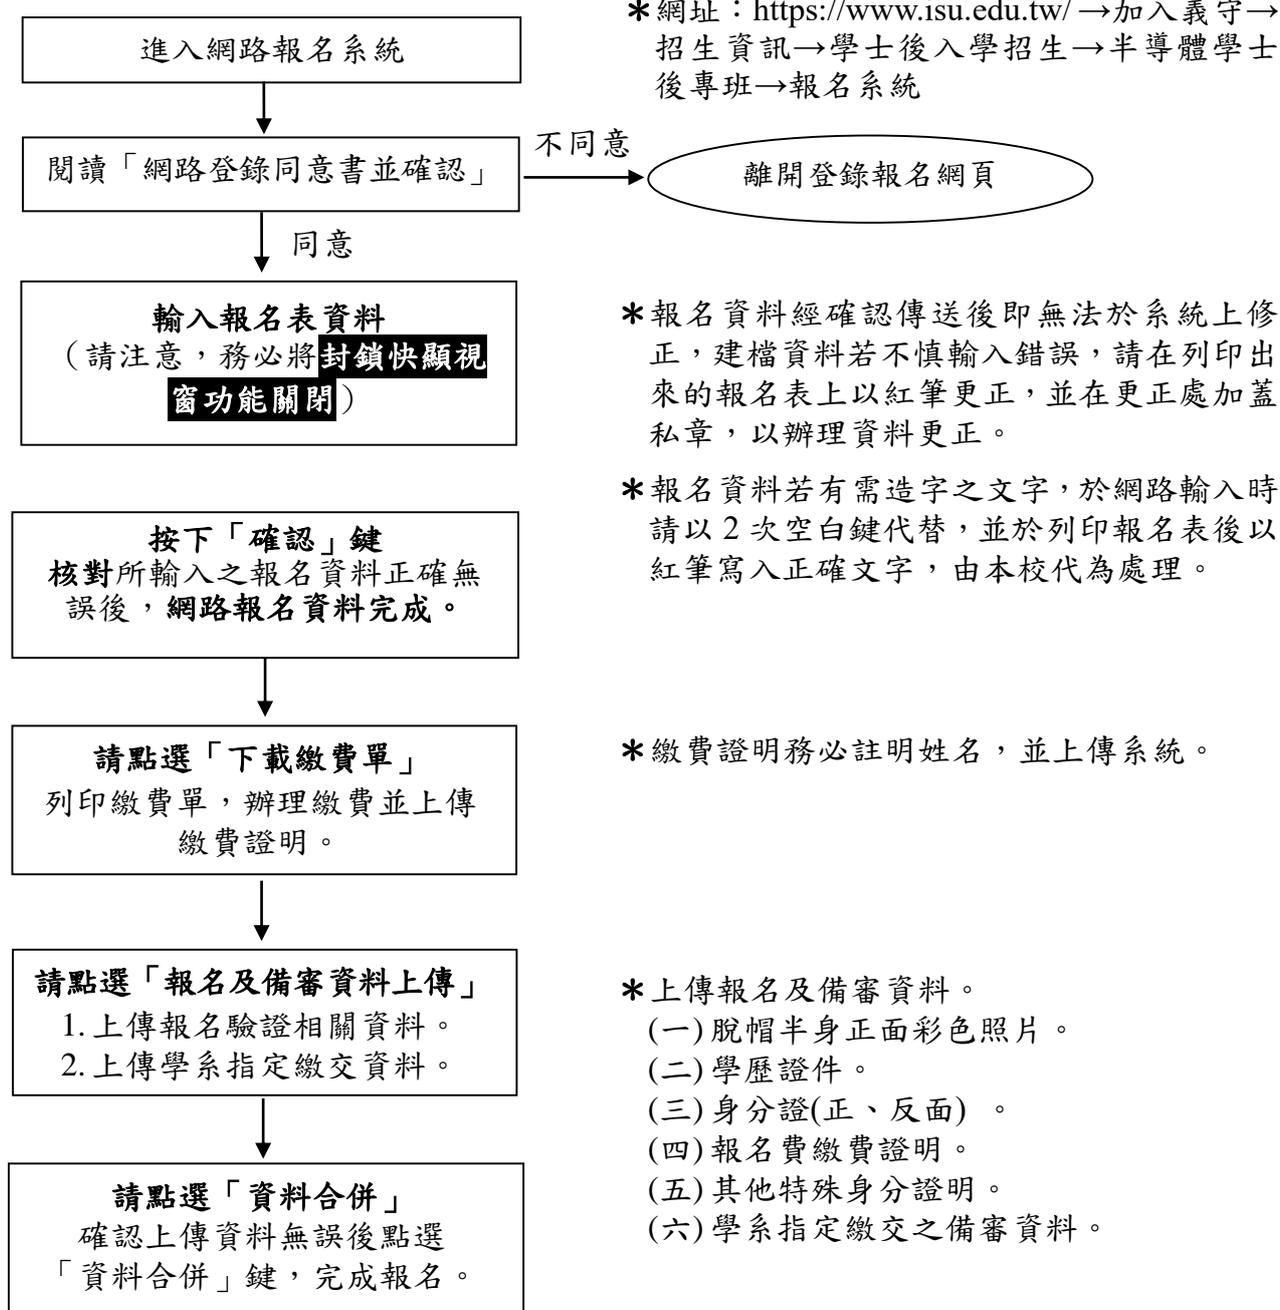 進入網路報名系統
＊網址：https://www.isu.edu.tw/→加入義守→
招生資訊→學士後入學招生→半導體學士
後專班→報名系統
閱讀「網路登錄同意書並確認」
不同意
離開登錄報名網頁
同意
輸入報名表資料
（請注意，務必將封鎖快顯視
窗功能關閉）
＊報名資料經確認傳送後即無法於系統上修
正，建檔資料若不慎輸入錯誤，請在列印出
來的報名表上以紅筆更正，並在更正處加蓋
私章，以辦理資料更正。
＊報名資料若有需造字之文字，於網路輸入時
請以 2 次空白鍵代替，並於列印報名表後以
紅筆寫入正確文字，由本校代為處理。
按下「確認」鍵
核對所輸入之報名資料正確無
誤後，網路報名資料完成。
請點選「下載繳費單」
列印繳費單，辦理繳費並上傳
繳費證明。
＊繳費證明務必註明姓名，並上傳系統。
請點選「報名及備審資料上傳」
1.上傳報名驗證相關資料。
2.上傳學系指定繳交資料。
＊上傳報名及備審資料。
(一)脫帽半身正面彩色照片。
(二)學歷證件。
(三)身分證(正、反面) 。
(四)報名費繳費證明。
(五)其他特殊身分證明。
(六)學系指定繳交之備審資料。
請點選「資料合併」
確認上傳資料無誤後點選
「資料合併」鍵，完成報名。